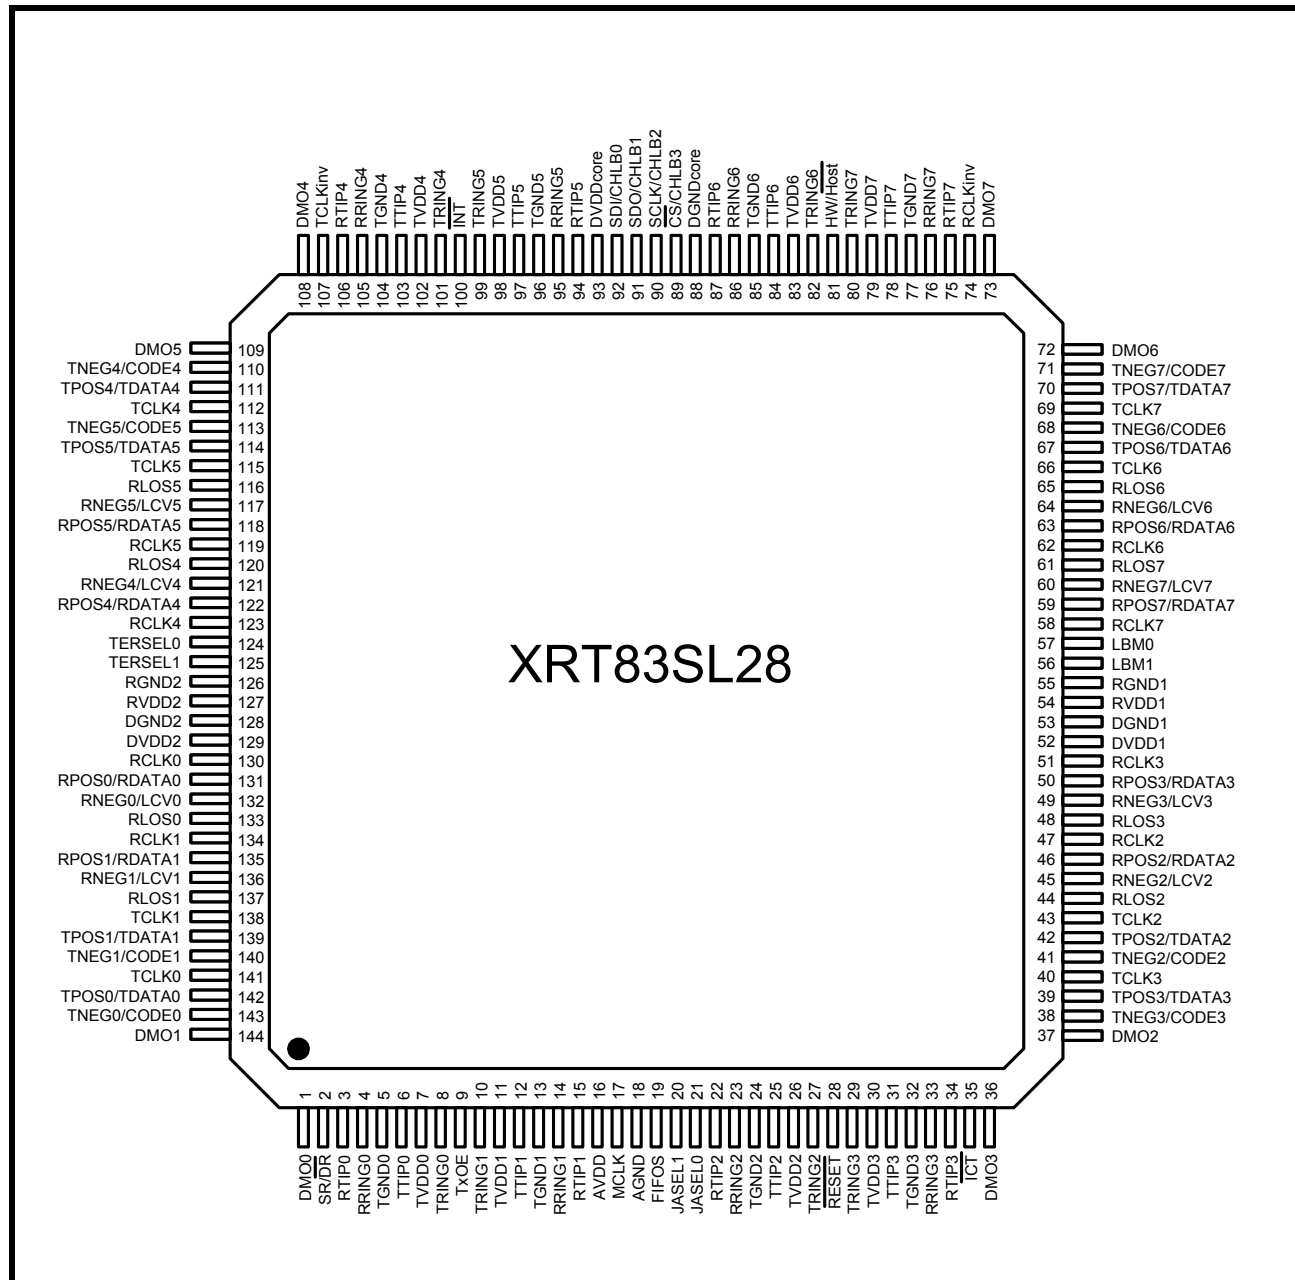 DMO4
TCLKinv
RTIP4
RRING4
TGND4
TTIP4
TVDD4
TRING4
INT
TRING5
TVDD5
TTIP5
TGND5
RRING5
RTIP5
DVDDcore
SDI/CHLB0
SDO/CHLB1
SCLK/CHLB2
CS/CHLB3
DGNDcore
RTIP6
RRING6
TGND6
TTIP6
TVDD6
TRING6
HW/Host
TRING7
TVDD7
TTIP7
TGND7
RRING7
RTIP7
RCLKinv
DMO7
108
107
106
105
104
103
102
101
100
99
98
97
96
95
94
93
92
91
90
89
88
87
86
85
84
83
82
81
80
79
78
77
76
75
74
73
DMO5 109
TNEG4/CODE4 110
TPOS4/TDATA4 111
TCLK4 112
TNEG5/CODE5 113
TPOS5/TDATA5 114
TCLK5 115
RLOS5 116
RNEG5/LCV5 117
RPOS5/RDATA5 118
RCLK5 119
RLOS4 120
RNEG4/LCV4 121
RPOS4/RDATA4 122
RCLK4 123
TERSEL0 124
TERSEL1 125
RGND2 126
RVDD2 127
DGND2 128
DVDD2 129
RCLK0 130
RPOS0/RDATA0 131
RNEG0/LCV0 132
RLOS0 133
RCLK1 134
RPOS1/RDATA1 135
RNEG1/LCV1 136
RLOS1 137
TCLK1 138
TPOS1/TDATA1 139
TNEG1/CODE1 140
TCLK0 141
TPOS0/TDATA0 142
TNEG0/CODE0 143
DMO1 144
XRT83SL28
72 DMO6
71 TNEG7/CODE7
70 TPOS7/TDATA7
69 TCLK7
68 TNEG6/CODE6
67 TPOS6/TDATA6
66 TCLK6
65 RLOS6
64 RNEG6/LCV6
63 RPOS6/RDATA6
62 RCLK6
61 RLOS7
60 RNEG7/LCV7
59 RPOS7/RDATA7
58 RCLK7
57 LBM0
56 LBM1
55 RGND1
54 RVDD1
53 DGND1
52 DVDD1
51 RCLK3
50 RPOS3/RDATA3
49 RNEG3/LCV3
48 RLOS3
47 RCLK2
46 RPOS2/RDATA2
45 RNEG2/LCV2
44 RLOS2
43 TCLK2
42 TPOS2/TDATA2
41 TNEG2/CODE2
40 TCLK3
39 TPOS3/TDATA3
38 TNEG3/CODE3
37 DMO2
1
2
3
4
5
6
7
8
9
10
11
12
13
14
15
16
17
18
19
20
21
22
23
24
25
26
27
28
29
30
31
32
33
34
35
36
DMO0
SR/DR
RTIP0
RRING0
TGND0
TTIP0
TVDD0
TRING0
TxOE
TRING1
TVDD1
TTIP1
TGND1
RRING1
RTIP1
AVDD
MCLK
AGND
FIFOS
JASEL1
JASEL0
RTIP2
RRING2
TGND2
TTIP2
TVDD2
TRING2
RESET
TRING3
TVDD3
TTIP3
TGND3
RRING3
RTIP3
ICT
DMO3